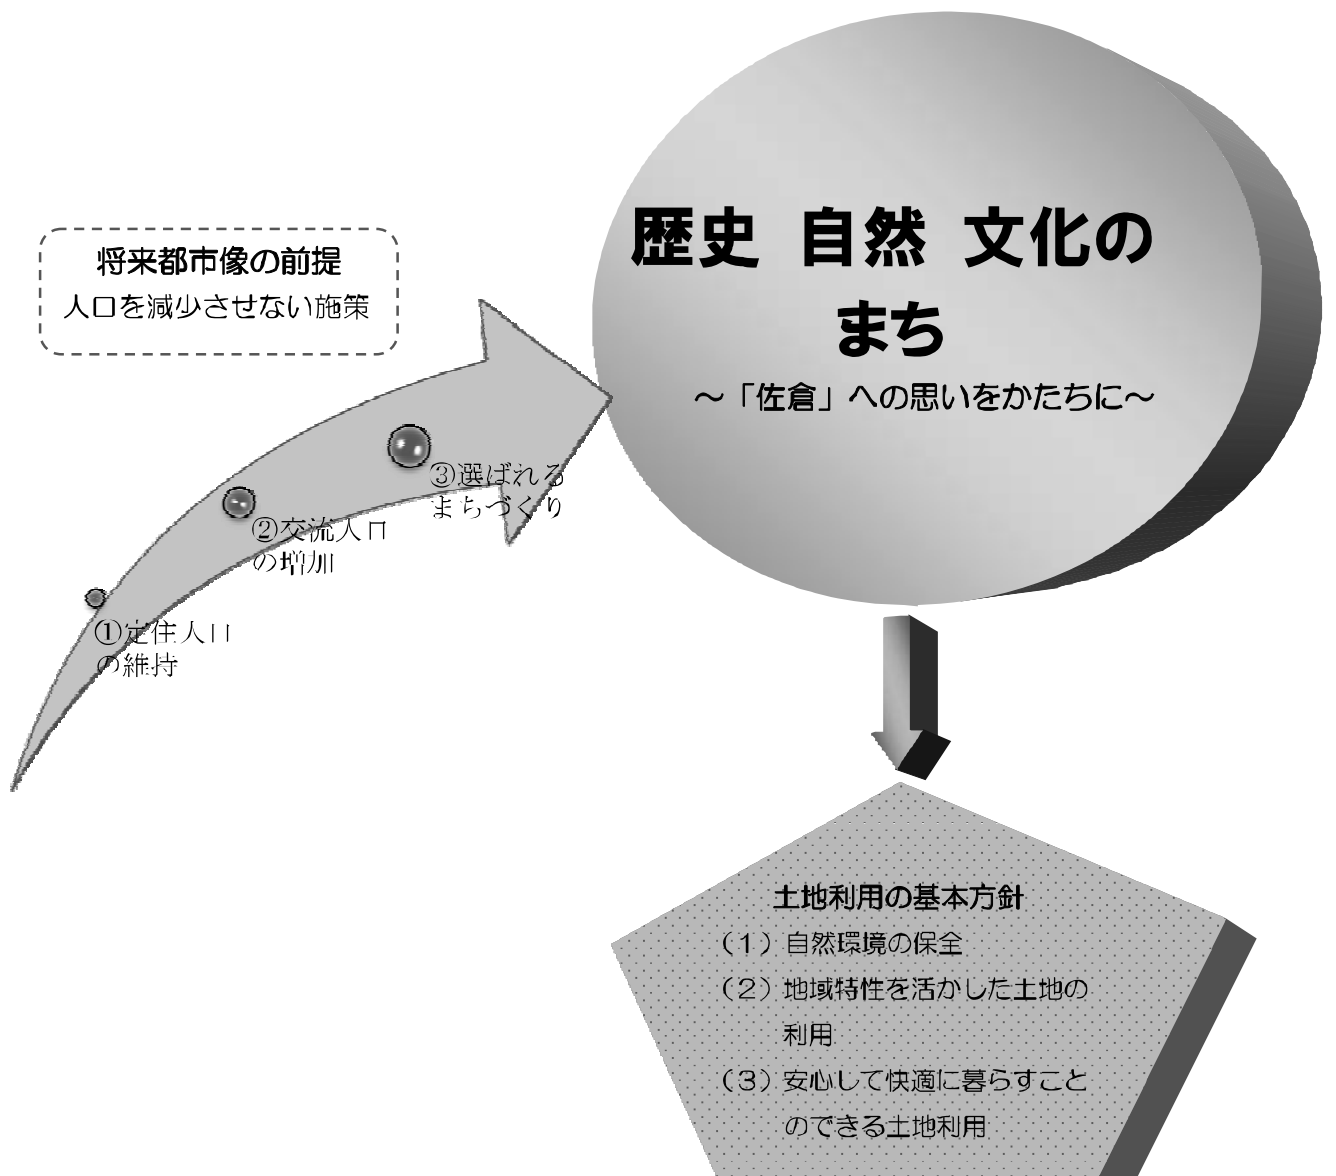 歴史 自然 文化の
まち
～「佐倉」への思いをかたちに～
将来都市像の前提
人口を減少させない施策
③選ばれる
まちづくり
②交流人口
の増加
①定住人口
の維持
土地利用の基本方針
（1）自然環境の保全
（2）地域特性を活かした土地の
利用
（3）安心して快適に暮らすこと
のできる土地利用